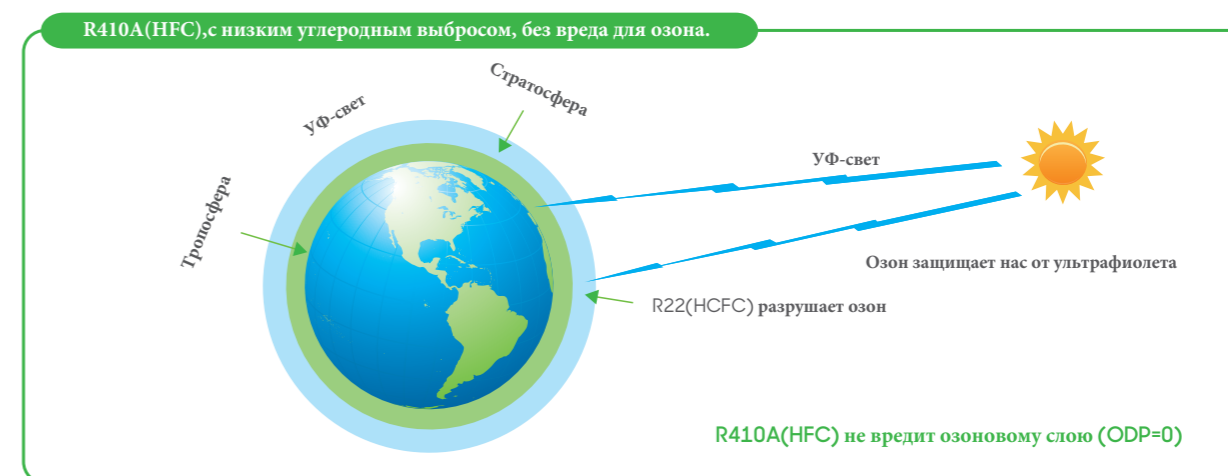 R410A(HFC),с низким углеродным выбросом, без вреда для озона.
Стратосфера
УФ-свет
УФ-свет
Тропосфера
Озон защищает нас от ультрафиолета
R22(HCFC) разрушает озон
R410A(HFC) не вредит озоновому слою (ODP=0)